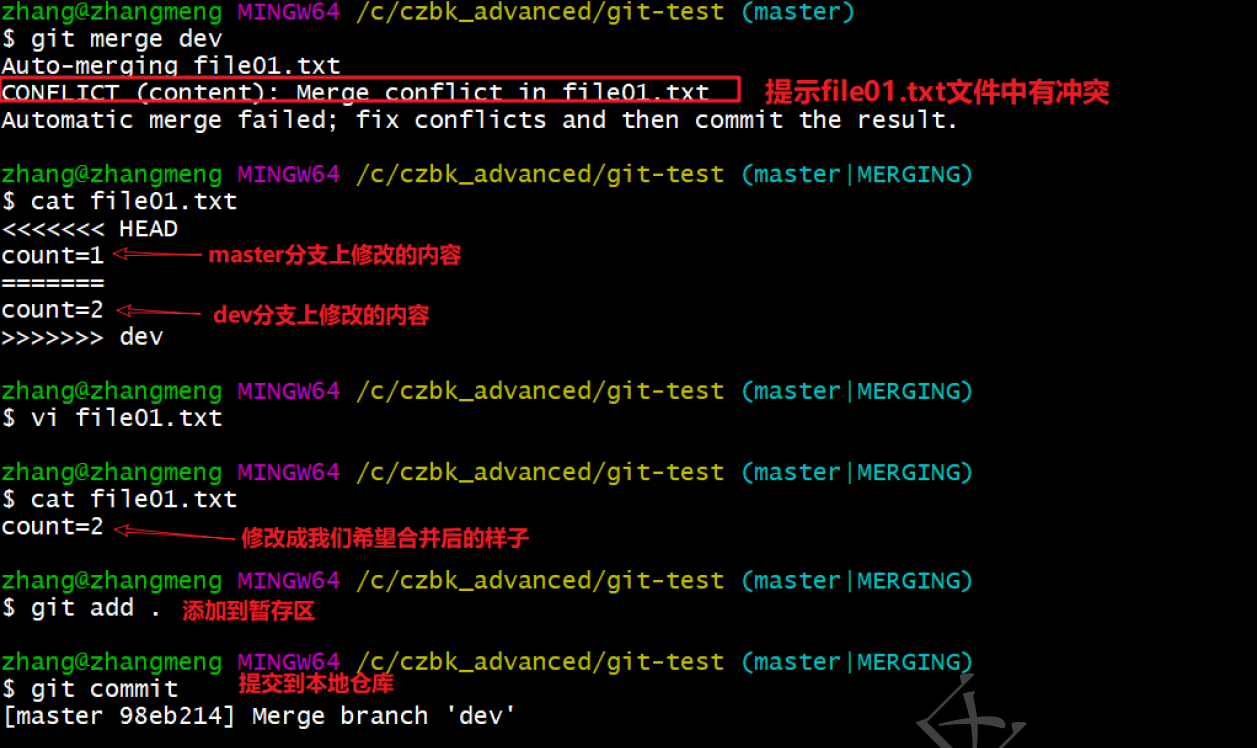 zhang@zhangmeng MINGW64 /c/czbk_advanced/git-test (master)
$ git merge dev
Auto-merging file01.txt
CONFLICT (content): Merge conflict in file01.txt 提示file01.txt文件中有冲突
Automatic merge failed; fix conflicts and then commit the result.
zhang@zhangmeng MINGW64 /c/czbk_advanced/git-test (master|MERGING)
$ cat file01.txt
<<<<<<< HEAD
count=1 master分支上修改的内容
=======
count=2 dev分支上修改的内容
>>>>>>> dev
zhang@zhangmeng MINGW64 /c/czbk_advanced/git-test (master|MERGING)
$ vi file01.txt
zhang@zhangmeng MINGW64 /c/czbk_advanced/git-test (master|MERGING)
$ cat file01.txt
count=2 修改成我们希望合并后的样子
zhang@zhangmeng MINGW64 /c/czbk_advanced/git-test (master|MERGING)
$ git add . 添加到暂存区
zhang@zhangmeng MINGW64 /c/czbk_advanced/git-test (master|MERGING)
$ git commit 提交到本地仓库
[master 98eb214] Merge branch 'dev'